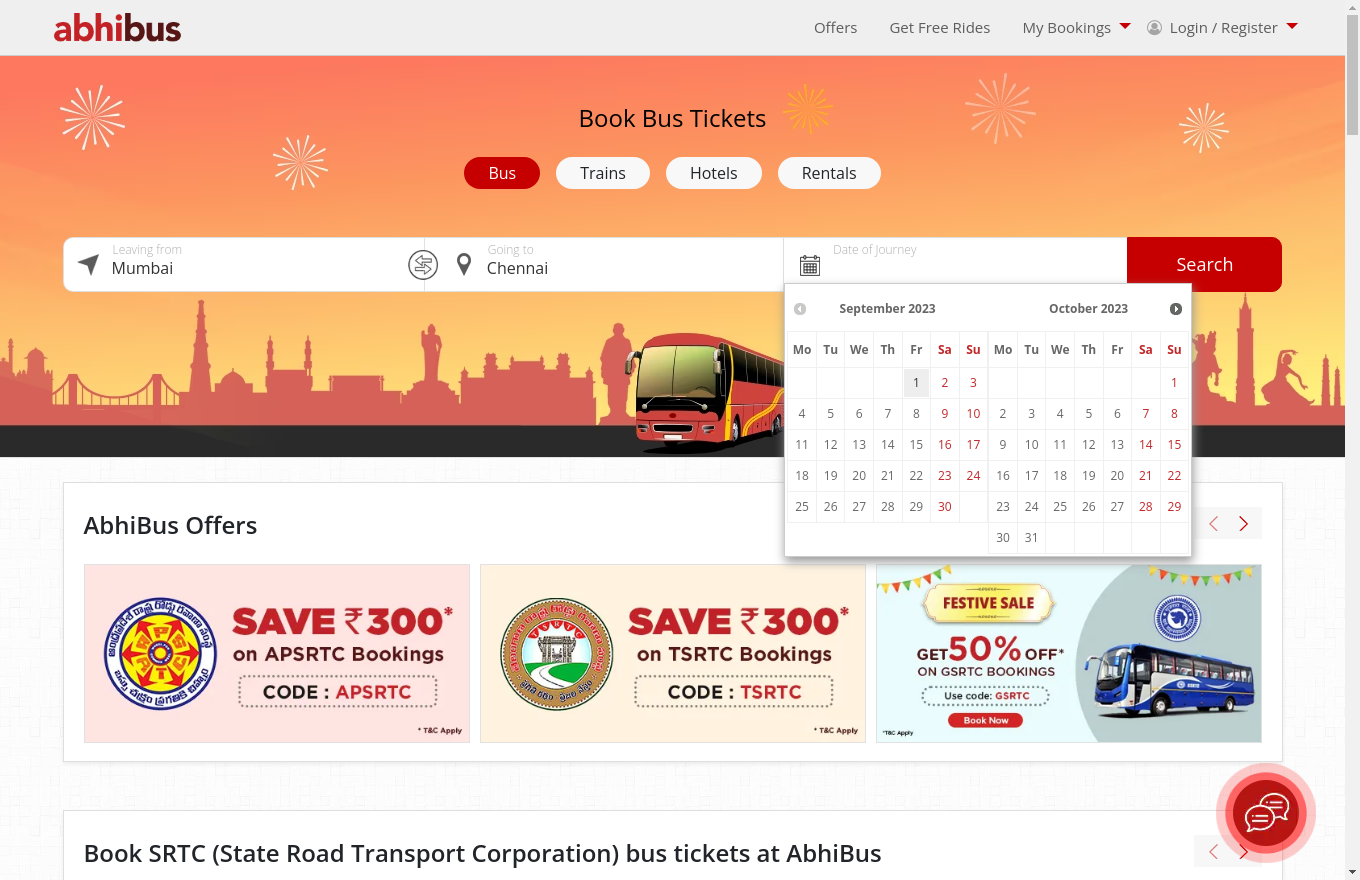 abhibus
Offers
Get Free Rides
My Bookings
Login / Register
Book Bus Tickets
Bus
Trains
Hotels
Rentals
Leaving from
Mumbai
Going to
Chennai
Date of Journey
Search
September 2023
Mo Tu We Th Fr Sa Su
1 2 3
4 5 6 7 8 9 10
11 12 13 14 15 16 17
18 19 20 21 22 23 24
25 26 27 28 29 30
October 2023
Mo Tu We Th Fr Sa Su
1
2 3 4 5 6 7 8
9 10 11 12 13 14 15
16 17 18 19 20 21 22
23 24 25 26 27 28 29
30 31
AbhiBus Offers
SAVE ₹300*
on APSRTC Bookings
CODE : APSRTC
* T&C Apply
TSRTC
SAVE ₹300*
on TSRTC Bookings
CODE : TSRTC
* T&C Apply
FESTIVE SALE
GET 50% OFF*
ON GSRTC BOOKINGS
Use code: GSRTC
Book Now
*T&C Apply
Book SRTC (State Road Transport Corporation) bus tickets at AbhiBus